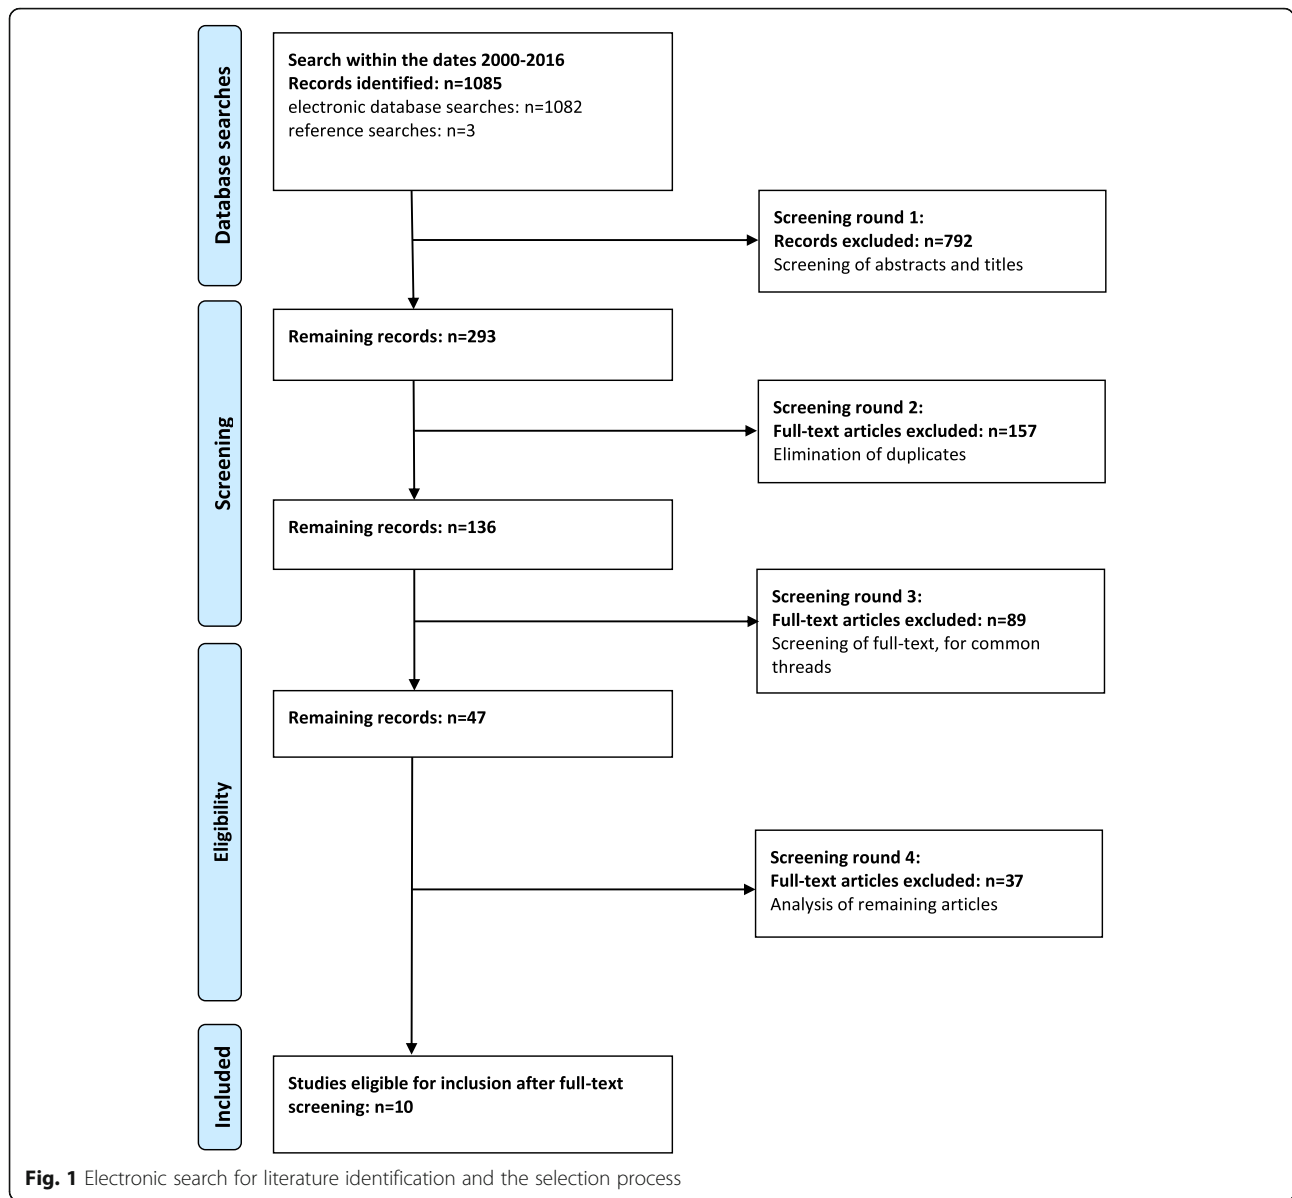 Database searches
Search within the dates 2000-2016
Records identified: n=1085
electronic database searches: n=1082
reference searches: n=3
Screening round 1:
Records excluded: n=792
Screening of abstracts and titles
Screening
Remaining records: n=293
Screening round 2:
Full-text articles excluded: n=157
Elimination of duplicates
Remaining records: n=136
Screening round 3:
Full-text articles excluded: n=89
Screening of full-text, for common
threads
Eligibility
Remaining records: n=47
Screening round 4:
Full-text articles excluded: n=37
Analysis of remaining articles
Included
Studies eligible for inclusion after full-text
screening: n=10
Fig. 1 Electronic search for literature identification and the selection process